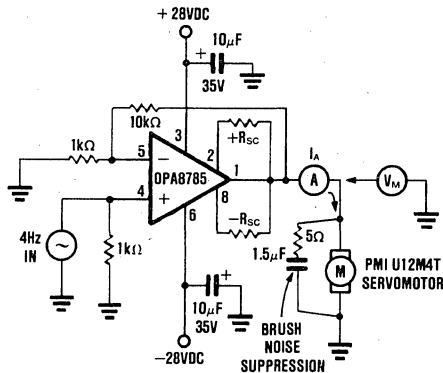 +28VDC
+
10µF
35V
10kΩ
3
+RSC
1kΩ
5
−
2
1
IA
OPA8785
A
VM
4
+
8
6
−RSC
4Hz
IN
1kΩ
5Ω
1.5µF
M
PMI U12M4T
SERVOMOTOR
+
10µF
35V
BRUSH
NOISE
SUPPRESSION
−28VDC